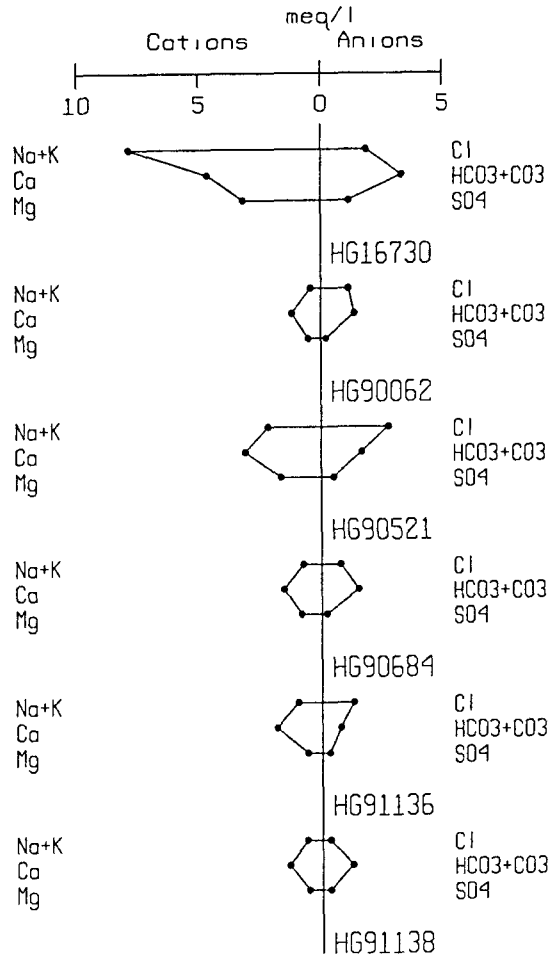 meq/l
Cations Anions
10 5 0 5
Na+K Cl
Ca HCO3+CO3
Mg SO4
HG16730
Na+K Cl
Ca HCO3+CO3
Mg SO4
HG90062
Na+K Cl
Ca HCO3+CO3
Mg SO4
HG90521
Na+K Cl
Ca HCO3+CO3
Mg SO4
HG90684
Na+K Cl
Ca HCO3+CO3
Mg SO4
HG91136
Na+K Cl
Ca HCO3+CO3
Mg SO4
HG91138